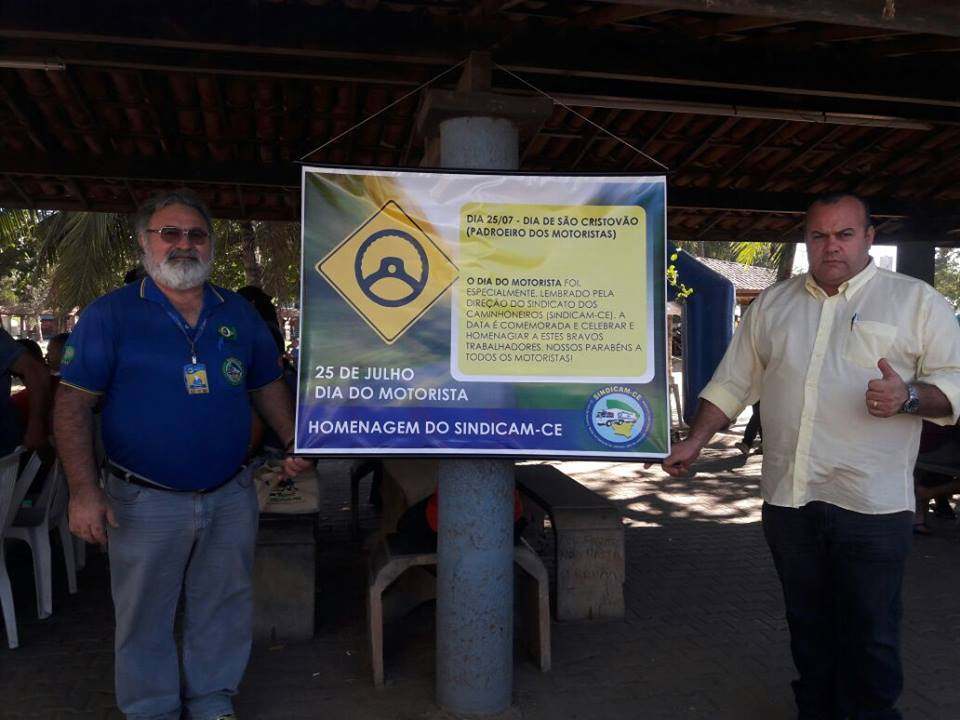 DIA 25/07 - DIA DE SÃO CRISTOVÃO
(PADROEIRO DOS MOTORISTAS)
O DIA DO MOTORISTA FOI,
ESPECIALMENTE, LEMBRADO PELA
DIREÇÃO DO SINDICATO DOS
CAMINHONEIROS (SINDICAM-CE). A
DATA É COMEMORADA E CELEBRAR E
HOMENAGIAR A ESTES BRAVOS
TRABALHADORES. NOSSOS PARABÉNS A
TODOS OS MOTORISTAS!
25 DE JULHO
DIA DO MOTORISTA
HOMENAGEM DO SINDICAM-CE
SINDICAM-CE